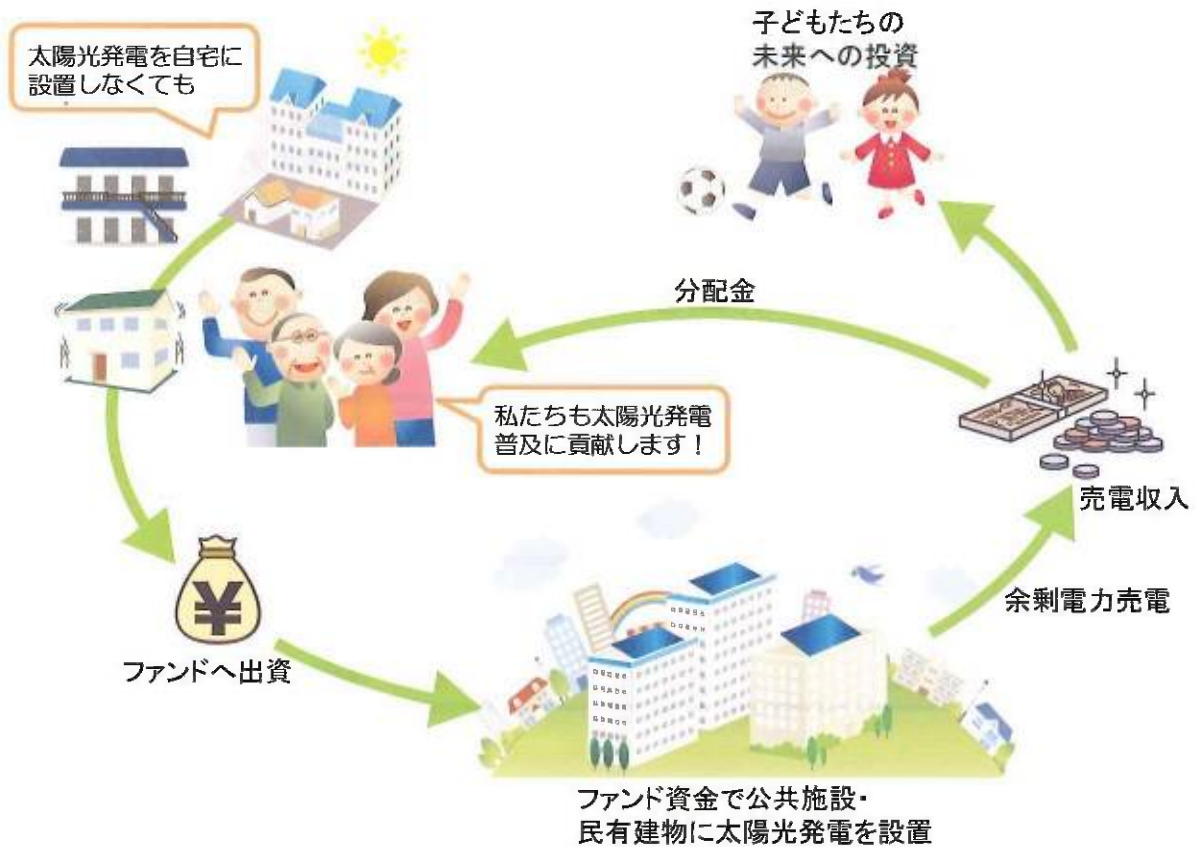 太陽光発電を自宅に
設置しなくても
子どもたちの
未来への投資
分配金
私たちも太陽光発電
普及に貢献します！
売電収入
余剰電力売電
¥
ファンドへ出資
ファンド資金で公共施設・
民有建物に太陽光発電を設置